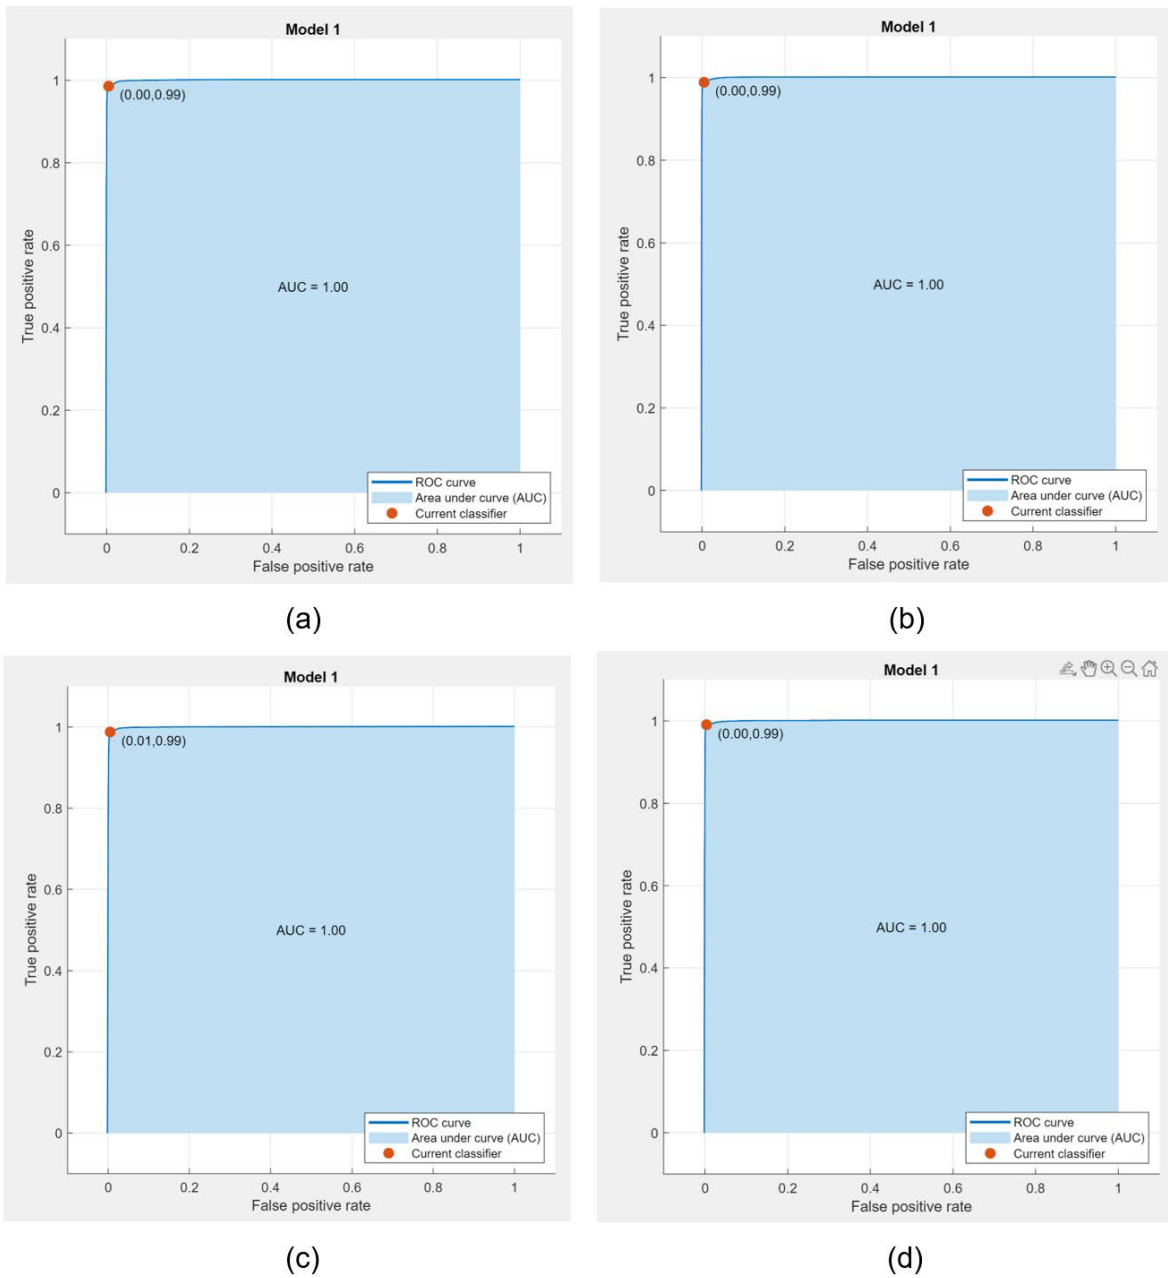 Model 1
1
(0.00,0.99)
0.8
0.6
True positive rate
AUC = 1.00
0.4
0.2
0
ROC curve
Area under curve (AUC)
Current classifier
0 0.2 0.4 0.6 0.8 1
False positive rate
(a)
Model 1
1
(0.00,0.99)
0.8
0.6
True positive rate
AUC = 1.00
0.4
0.2
0
ROC curve
Area under curve (AUC)
Current classifier
0 0.2 0.4 0.6 0.8 1
False positive rate
(b)
Model 1
1
(0.01,0.99)
0.8
0.6
True positive rate
AUC = 1.00
0.4
0.2
0
ROC curve
Area under curve (AUC)
Current classifier
0 0.2 0.4 0.6 0.8 1
False positive rate
(c)
Model 1
1
(0.00,0.99)
0.8
0.6
True positive rate
AUC = 1.00
0.4
0.2
0
ROC curve
Area under curve (AUC)
Current classifier
0 0.2 0.4 0.6 0.8 1
False positive rate
(d)